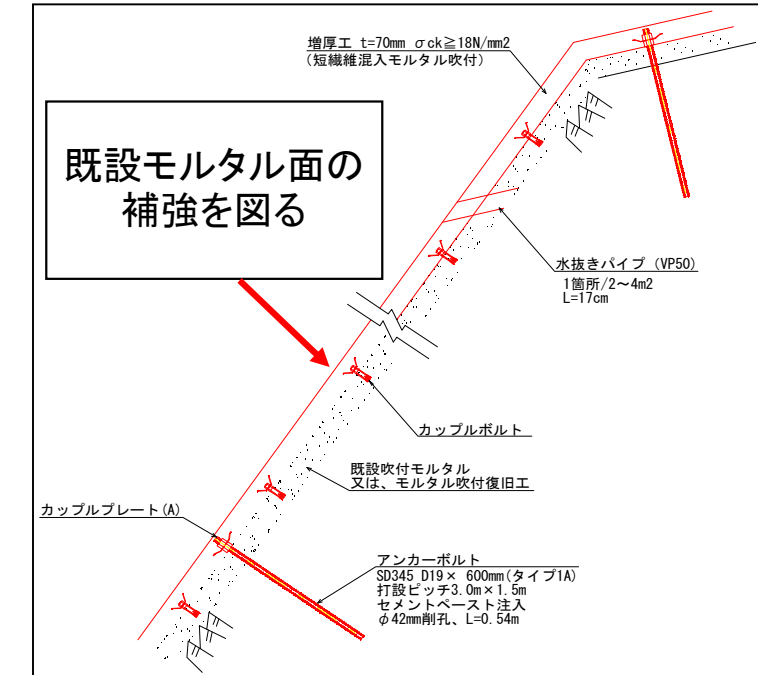 増厚工 t=70mm σck≧18N/mm2
(短繊維混入モルタル吹付)
既設モルタル面の
補強を図る
水抜きパイプ (VP50)
1箇所/2～4m2
L=17cm
カップルボルト
既設吹付モルタル
又は、モルタル吹付復旧工
カップルプレート(A)
アンカーボルト
SD345 D19× 600mm(タイプ1A)
打設ピッチ3.0m×1.5m
セメントペースト注入
φ42mm削孔、L=0.54m